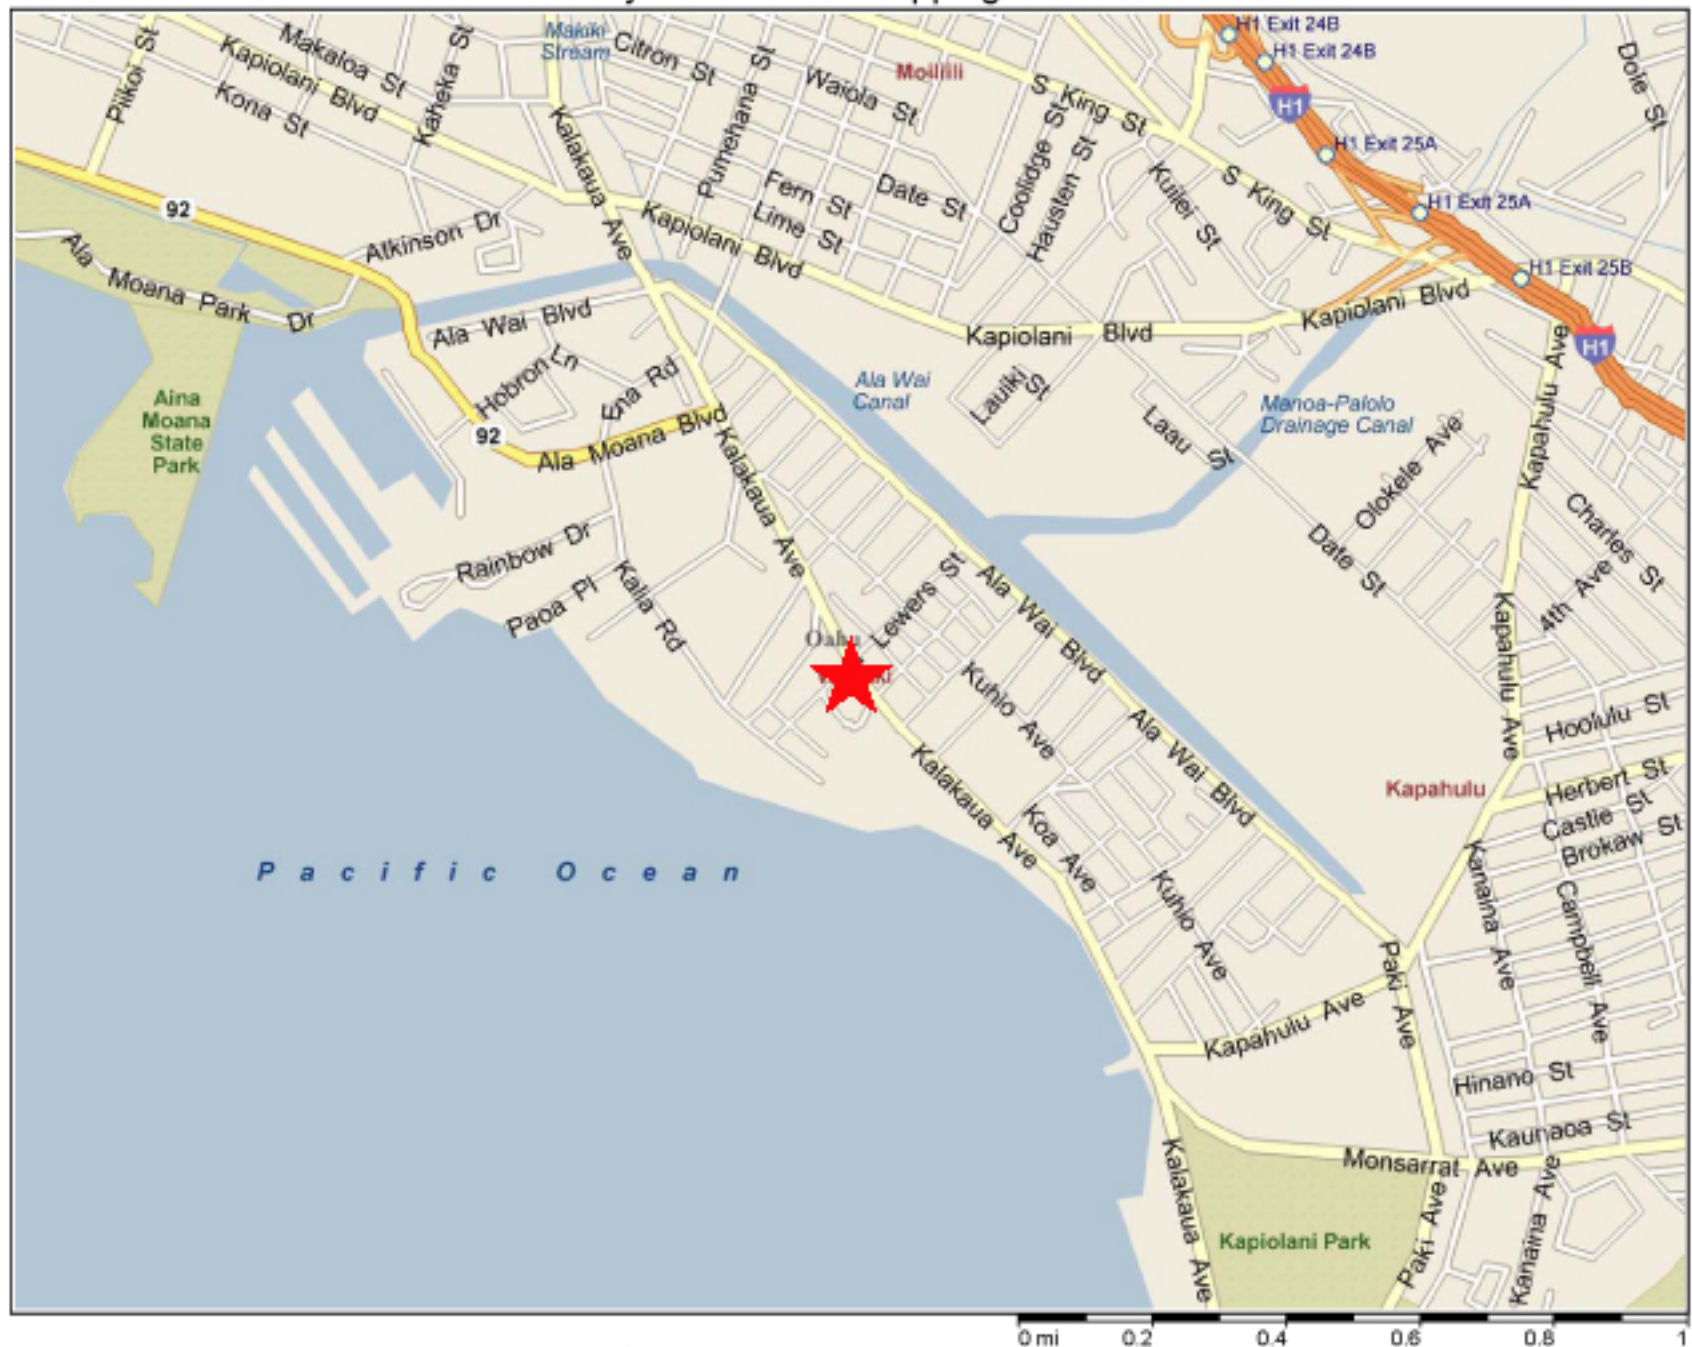 H1 Exit 24B
H1 Exit 24B
Makiki
Stream
Citron St
Piikoi St
Makaloa St
Kapiolani Blvd
Kona St
Kaheka St
Kalakaua Ave
Pumehana St
Waiola St
Moiliili
S King St
H1
Dole St
H1 Exit 25A
Coolidge St
Hausten St
Kuilei St
S King St
H1 Exit 25A
Fern St
Date St
Lime St
92
Atkinson Dr
Kapiolani Blvd
H1 Exit 25B
Ala Moana Park Dr
Ala Wai Blvd
Kapiolani Blvd
Kapiolani Blvd
H1
Hobron Ln
Ena Rd
Ala Wai
Canal
Lauiki St
Manoa-Palolo
Drainage Canal
Kapahulu Ave
Aina
Moana
State
Park
92
Ala Moana Blvd
Kalakaua Ave
Laau St
Olokele Ave
Charles St
Rainbow Dr
Paoa Pl
Kalia Rd
Lewers St
Ala Wai Blvd
Date St
4th Ave
Kapahulu Ave
Kuhio Ave
Ala Wai Blvd
Hoolulu St
Kapahulu
Herbert St
Castle St
Brokaw St
Kalakaua Ave
Koa Ave
Kuhio Ave
Pacific Ocean
Kanaina Ave
Campbell Ave
Paki Ave
Kapahulu Ave
Hinano St
Kaunaoa St
Monsarrat Ave
Kalakaua Ave
Kapiolani Park
Paki Ave
Kanaina Ave
0 mi 0.2 0.4 0.6 0.8 1